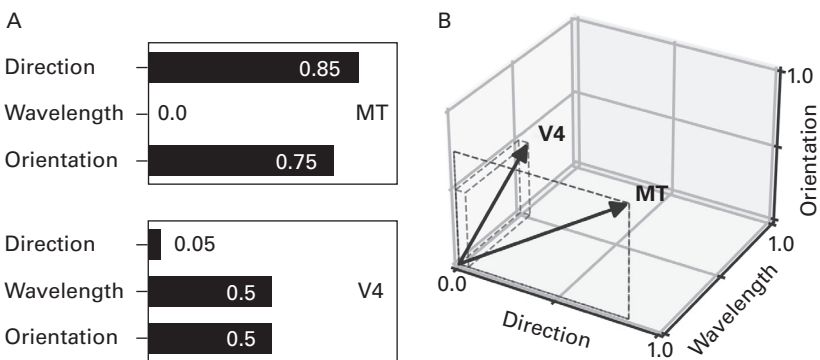 A
Direction 0.85
Wavelength 0.0 MT
Orientation 0.75
Direction 0.05
Wavelength 0.5 V4
Orientation 0.5
B
1.0
V4
MT
Orientation
1.0
0.0
Wavelength
Direction
1.0